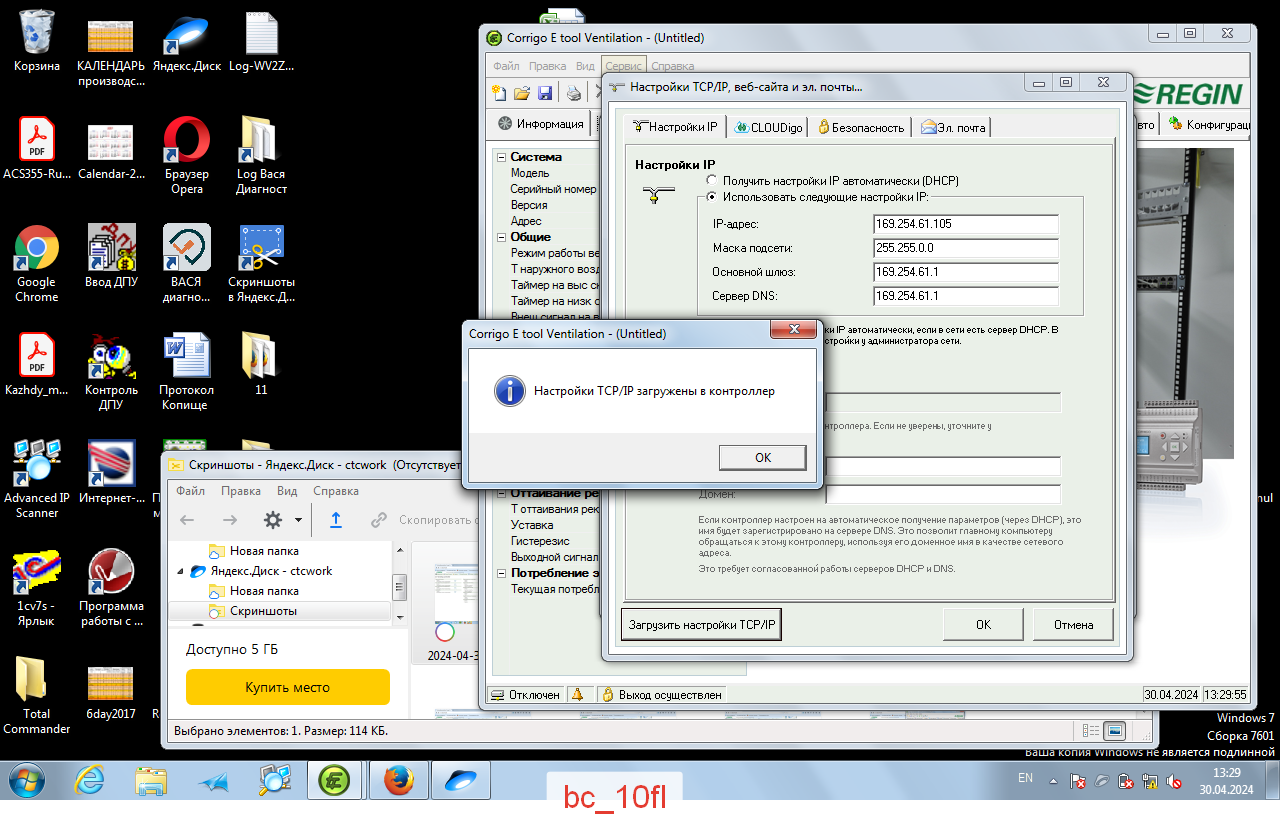 Корзина
КАЛЕНДАРЬ производс...
Яндекс.Диск
Log-WV2Z...
ACS355-Ru...
Calendar-2...
Браузер Opera
Log Вася Диагност
Google Chrome
Ввод ДПУ
ВАСЯ диагно...
Скриншоты в Яндекс.Д...
Kazhdy_m...
Контроль ДПУ
Протокол Копище
11
Advanced IP Scanner
Интернет-...
1cv7s - Ярлык
Программа работы с ...
Total Commander
6day2017
Corrigo E tool Ventilation - (Untitled)
Файл Правка Вид Сервис Справка
REGIN
Информация
Конфигурац
Система
Модель
Серийный номер
Версия
Адрес
Общие
Режим работы ве
Т наружного возд
Таймер на выс ск
Таймер на низк с
Внеш сигнал на в
Оттаивание ре
Т оттаивания рек
Уставка
Гистерезис
Выходной сигнал
Потребление э
Текущая потребл
Отключен
Выход осуществлен
30.04.2024 13:29:55
Настройки TCP/IP, веб-сайта и эл. почты...
Настройки IP CLOUDigo Безопасность Эл. почта
Настройки IP
Получить настройки IP автоматически (DHCP)
Использовать следующие настройки IP:
IP-адрес: 169.254.61.105
Маска подсети: 255.255.0.0
Основной шлюз: 169.254.61.1
Сервер DNS: 169.254.61.1
IP автоматически, если в сети есть сервер DHCP. В
стройки у администратора сети.
нтроллера. Если не уверены, уточните у
Домен:
Если контроллер настроен на автоматическое получение параметров (через DHCP), это
имя будет зарегистрировано на сервере DNS. Это позволит главному компьютеру
обращаться к этому контроллеру, используя его доменное имя в качестве сетевого
адреса.
Это требует согласованной работы серверов DHCP и DNS.
Загрузить настройки TCP/IP
OK
Отмена
Corrigo E tool Ventilation - (Untitled)
Настройки TCP/IP загружены в контроллер
OK
Скриншоты - Яндекс.Диск - ctcwork (Отсутствует
Файл Правка Вид Справка
Скопировать с
Новая папка
Яндекс.Диск - ctcwork
Новая папка
Скриншоты
Доступно 5 ГБ
Купить место
2024-04-3
Выбрано элементов: 1. Размер: 114 КБ.
Windows 7
Сборка 7601
Ваша копия Windows не является подлинной
EN
13:29
30.04.2024
bc_10fl